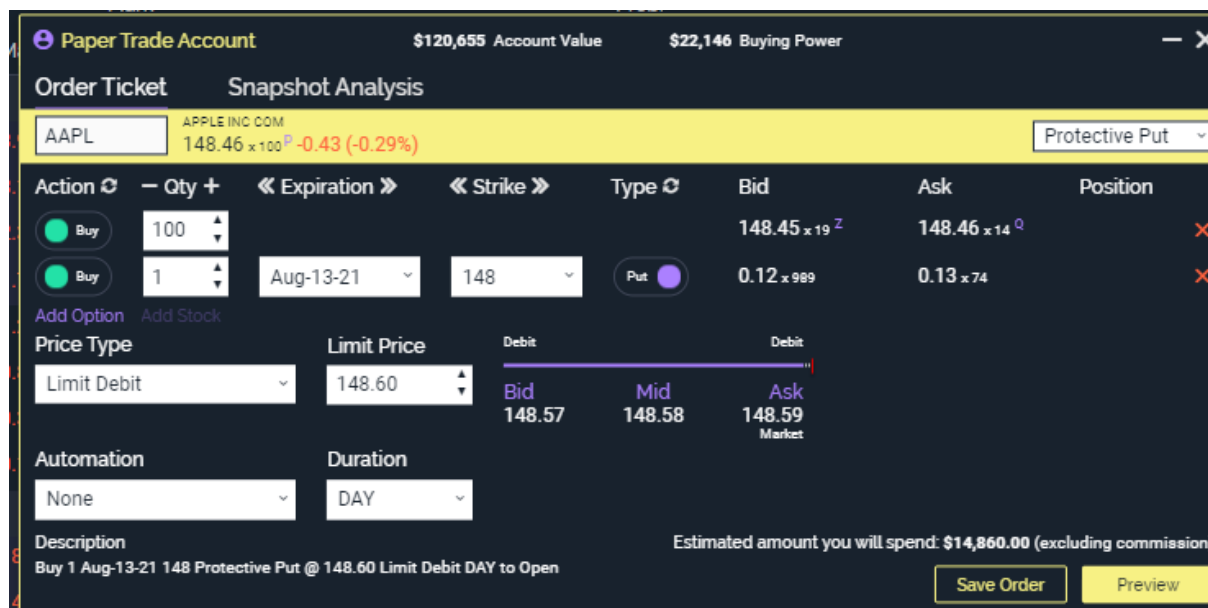 Paper Trade Account $120,655 Account Value $22,146 Buying Power
Order Ticket Snapshot Analysis
AAPL APPLE INC COM Protective Put
148.46 x 100 P -0.43 (-0.29%)
Action − Qty + « Expiration » « Strike » Type Bid Ask Position
Buy 100 148.45 x 19 Z 148.46 x 14 Q
Buy 1 Aug-13-21 148 Put 0.12 x 989 0.13 x 74
Add Option Add Stock
Price Type Limit Price Debit Debit
Limit Debit 148.60 Bid Mid Ask
148.57 148.58 148.59
Market
Automation Duration
None DAY
Description Estimated amount you will spend: $14,860.00 (excluding commission
Buy 1 Aug-13-21 148 Protective Put @ 148.60 Limit Debit DAY to Open
Save Order Preview